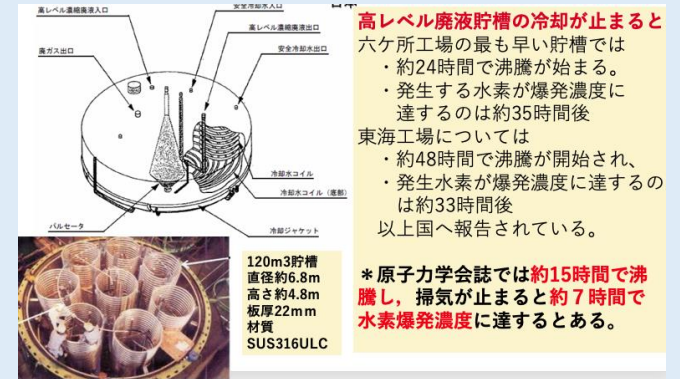 高レベル濃縮廃液入口
安全冷却水入口
高レベル濃縮廃液出口
廃ガス出口
安全冷却水出口
冷却水コイル
冷却水コイル（底部）
パルセータ
冷却ジャケット
120m3貯槽
直径約6.8m
高さ約4.8m
板厚22mm
材質
SUS316ULC
高レベル廃液貯槽の冷却が止まると
六ケ所工場の最も早い貯槽では
・約24時間で沸騰が始まる。
・発生する水素が爆発濃度に
達するのは約35時間後
東海工場については
・約48時間で沸騰が開始され、
・発生水素が爆発濃度に達するの
は約33時間後
以上国へ報告されている。
＊原子力学会誌では約15時間で沸
騰し，掃気が止まると約７時間で
水素爆発濃度に達するとある。